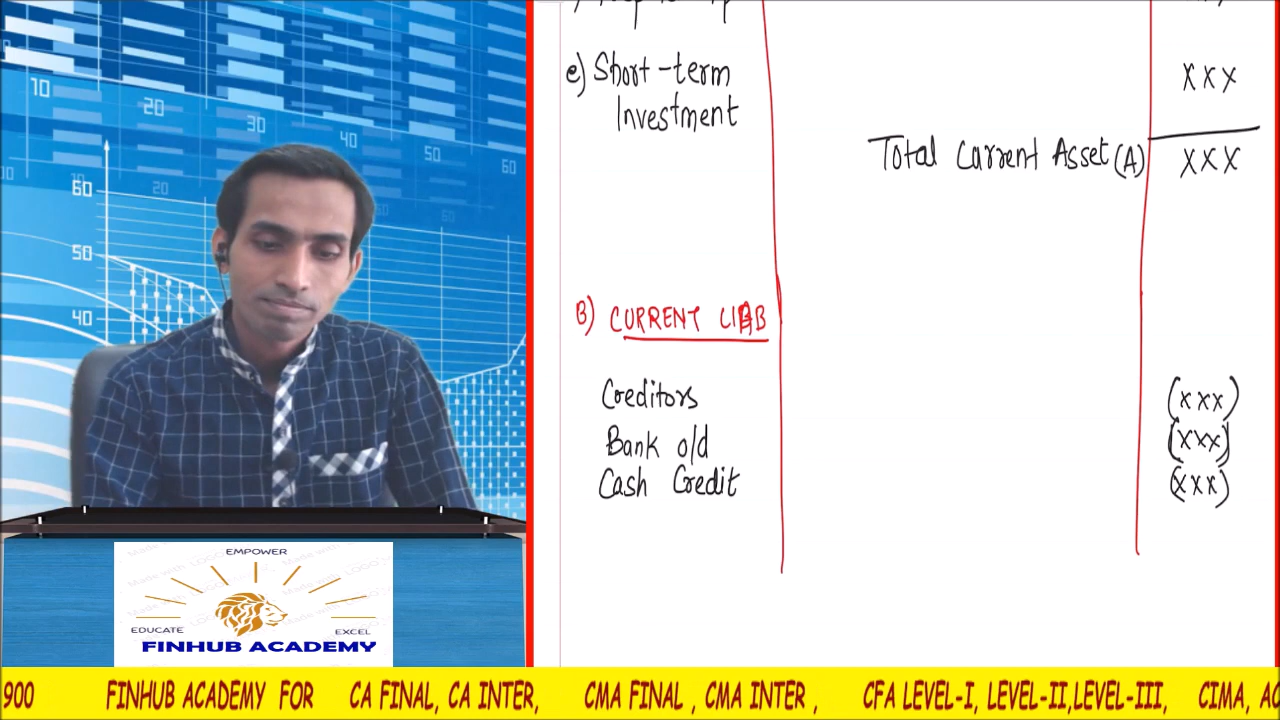 e) Short-term
Investment
XXX
Total Current Asset (A)
XXX
B) CURRENT LIAB
Creditors
(XXX)
Bank o/d
(XXX)
Cash Credit
(XXX)
10
20
30
40
50
60
20
60
60
50
40
EMPOWER
EDUCATE
EXCEL
FINHUB ACADEMY
900 FINHUB ACADEMY FOR CA FINAL, CA INTER, CMA FINAL , CMA INTER , CFA LEVEL-I, LEVEL-II,LEVEL-III, CIMA,